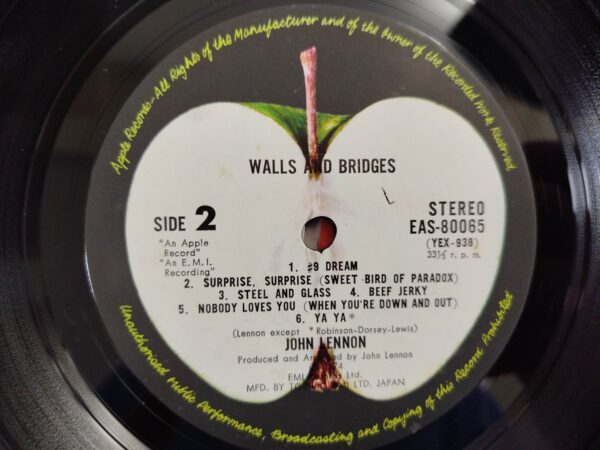 Apple Records—All Rights of the Manufacturer and of the Owner of the Recorded Work Reserved
WALLS AND BRIDGES
SIDE 2
STEREO
EAS-80065
(YEX-938)
33⅓ r. p. m.
"An Apple
Record"
"An E.M.I.
Recording"
1. #9 DREAM
2. SURPRISE, SURPRISE (SWEET BIRD OF PARADOX)
3. STEEL AND GLASS 4. BEEF JERKY
5. NOBODY LOVES YOU (WHEN YOU'RE DOWN AND OUT)
6. YA YA*
(Lennon except *Robinson-Dorsey-Lewis)
JOHN LENNON
Produced and Arranged by John Lennon
EMI Ltd.
MFD. BY EMI LTD. JAPAN
Unauthorised Public Performance, Broadcasting and Copying of this Record Prohibited